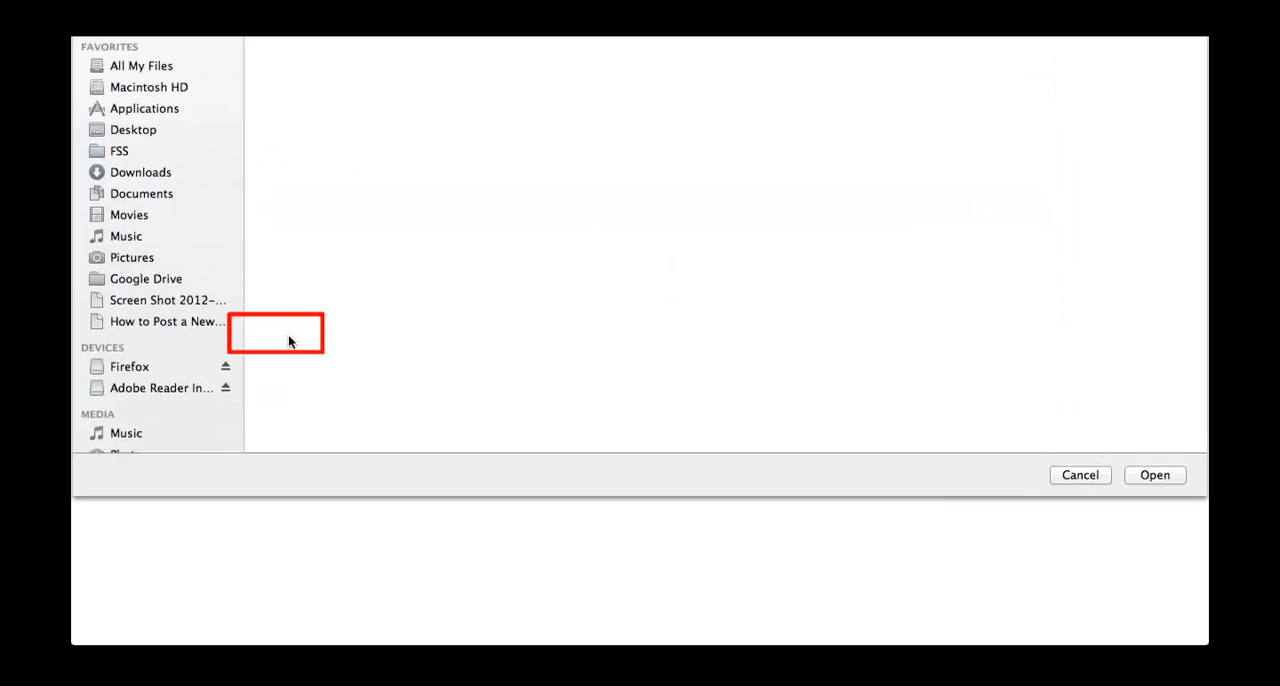 FAVORITES
All My Files
Macintosh HD
Applications
Desktop
FSS
Downloads
Documents
Movies
Music
Pictures
Google Drive
Screen Shot 2012-...
How to Post a New...
DEVICES
Firefox
Adobe Reader In...
MEDIA
Music
Cancel
Open